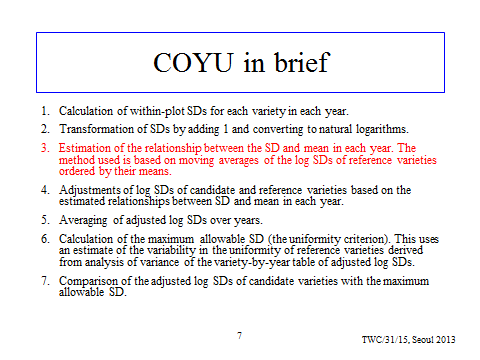 COYU in brief
1. Calculation of within-plot SDs for each variety in each year.
2. Transformation of SDs by adding 1 and converting to natural logarithms.
3. Estimation of the relationship between the SD and mean in each year. The
method used is based on moving averages of the log SDs of reference varieties
ordered by their means.
4. Adjustments of log SDs of candidate and reference varieties based on the
estimated relationships between SD and mean in each year.
5. Averaging of adjusted log SDs over years.
6. Calculation of the maximum allowable SD (the uniformity criterion). This uses
an estimate of the variability in the uniformity of reference varieties derived
from analysis of variance of the variety-by-year table of adjusted log SDs.
7. Comparison of the adjusted log SDs of candidate varieties with the maximum
allowable SD.
7
TWC/31/15, Seoul 2013